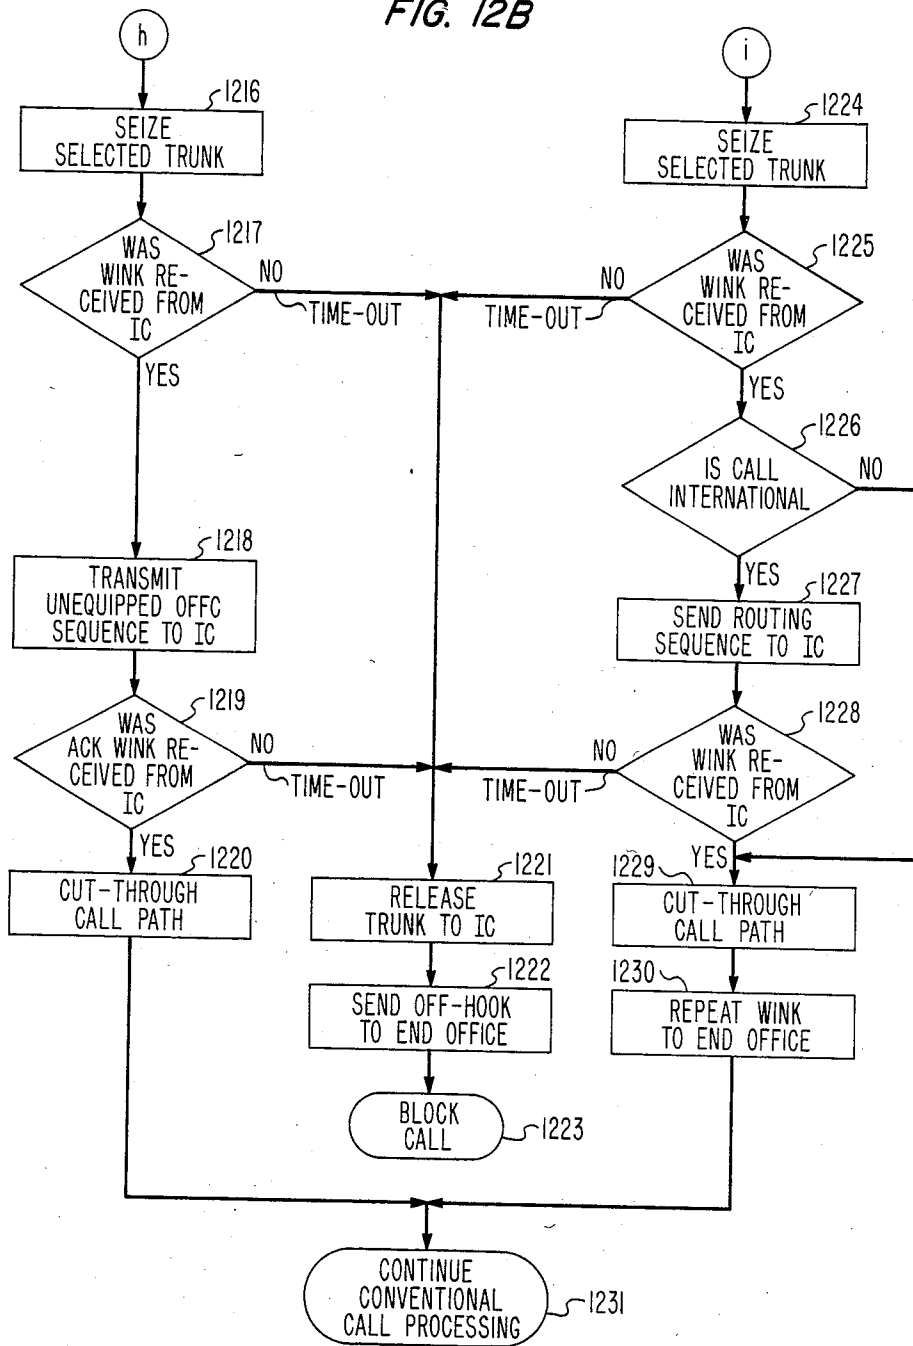 FIG. 12B
h
1216
SEIZE
SELECTED TRUNK
1217
WAS
WINK RE-
CEIVED FROM
IC
NO
TIME-OUT
YES
1218
TRANSMIT
UNEQUIPPED OFFC
SEQUENCE TO IC
1219
WAS
ACK WINK RE-
CEIVED FROM
IC
NO
TIME-OUT
YES
1220
CUT-THROUGH
CALL PATH
1221
RELEASE
TRUNK TO IC
1222
SEND OFF-HOOK
TO END OFFICE
BLOCK
CALL
1223
i
1224
SEIZE
SELECTED TRUNK
1225
WAS
WINK RE-
CEIVED FROM
IC
NO
TIME-OUT
YES
1226
IS CALL
INTERNATIONAL
NO
YES
1227
SEND ROUTING
SEQUENCE TO IC
1228
WAS
WINK RE-
CEIVED FROM
IC
NO
TIME-OUT
YES
1229
CUT-THROUGH
CALL PATH
1230
REPEAT WINK
TO END OFFICE
CONTINUE
CONVENTIONAL
CALL PROCESSING
1231